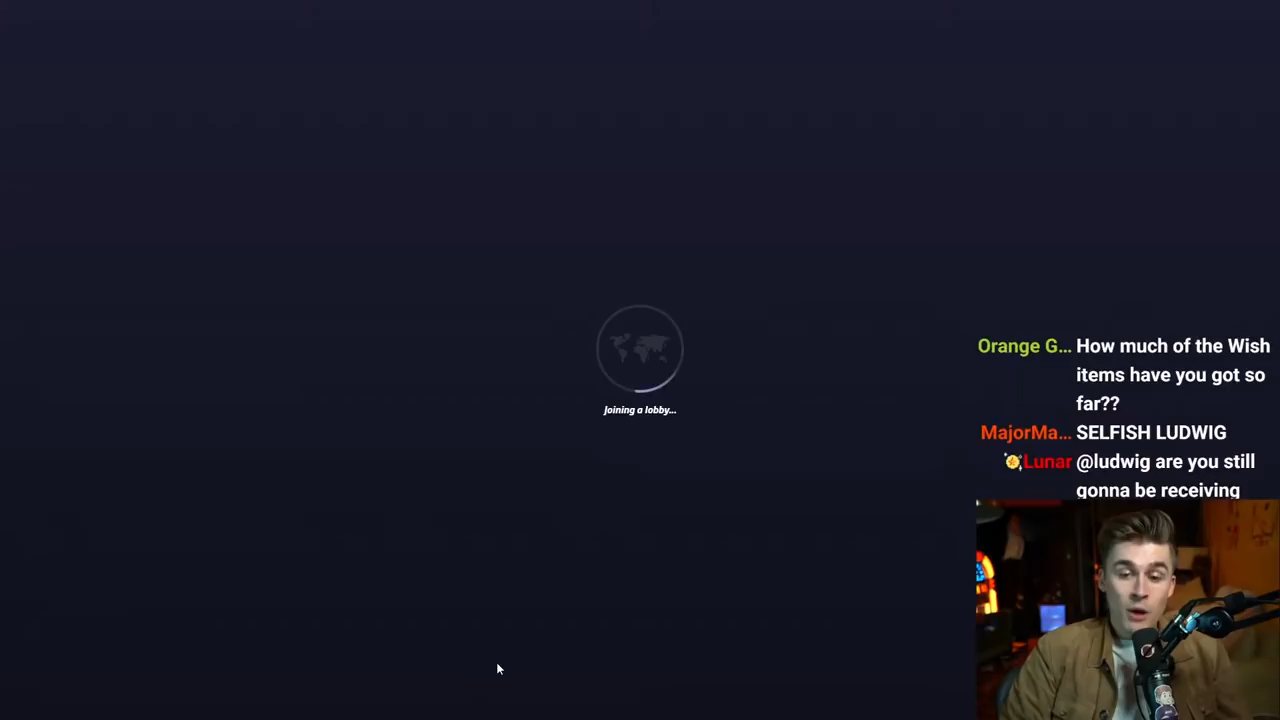 Orange G... How much of the Wish
items have you got so
far??
MajorMa... SELFISH LUDWIG
Lunar @ludwig are you still
gonna be receiving
Joining a lobby...